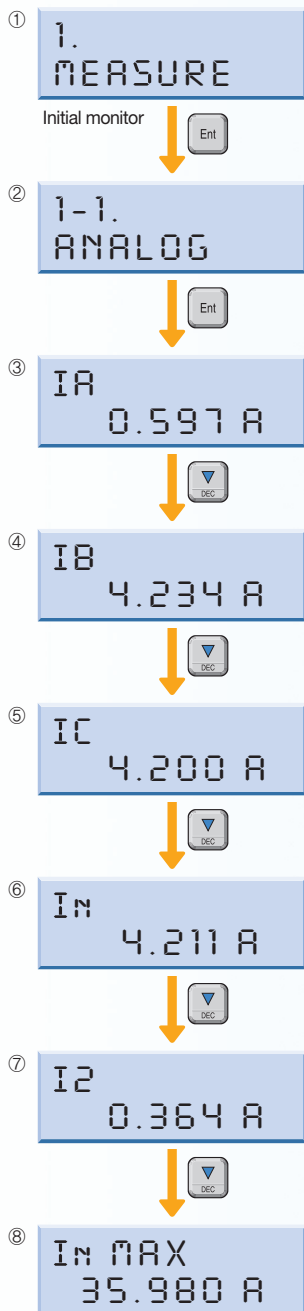 ①
1.
MEASURE
Initial monitor
Ent
②
1-1.
ANALOG
Ent
③
IA
0.597 A
DEC
④
IB
4.234 A
DEC
⑤
IC
4.200 A
DEC
⑥
In
4.211 A
DEC
⑦
I2
0.364 A
DEC
⑧
In MAX
35.980 A